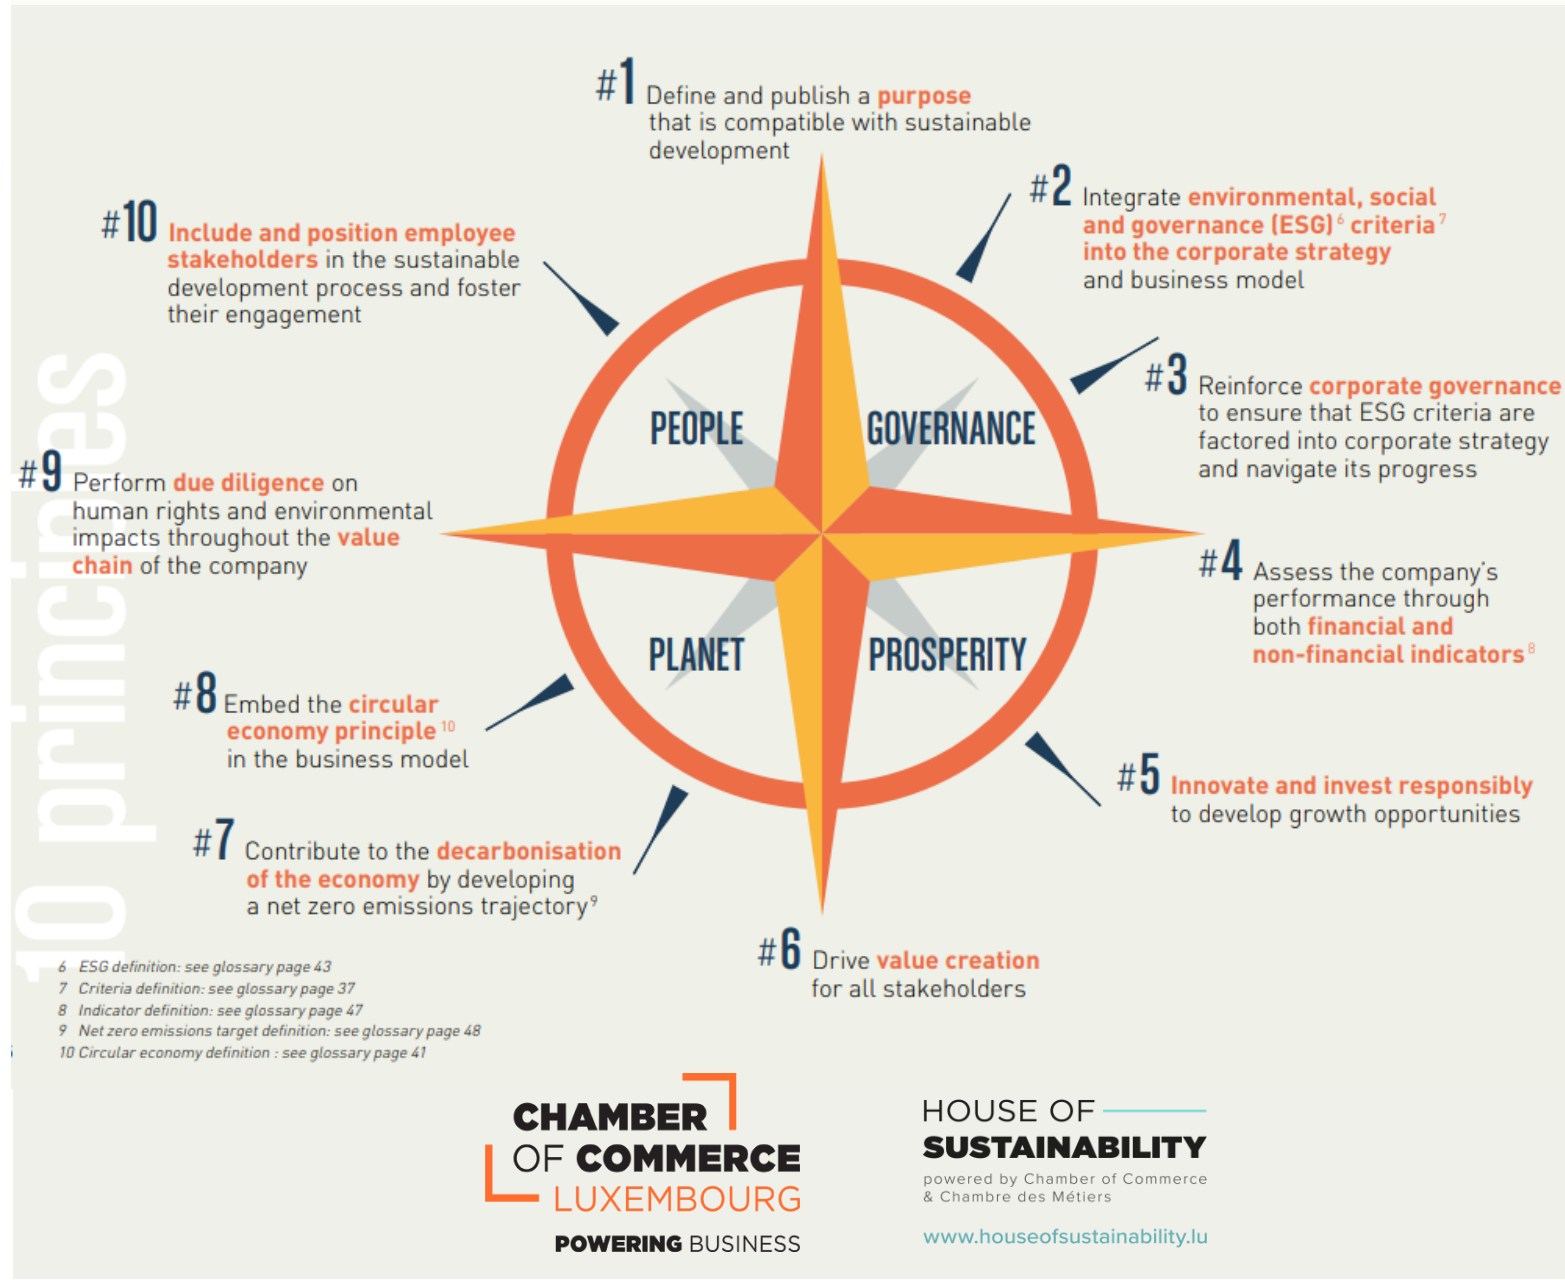 10 principles
#1 Define and publish a purpose
that is compatible with sustainable
development
#2 Integrate environmental, social
and governance (ESG)⁶ criteria⁷
into the corporate strategy
and business model
#3 Reinforce corporate governance
to ensure that ESG criteria are
factored into corporate strategy
and navigate its progress
#4 Assess the company's
performance through
both financial and
non-financial indicators⁸
#5 Innovate and invest responsibly
to develop growth opportunities
#6 Drive value creation
for all stakeholders
#7 Contribute to the decarbonisation
of the economy by developing
a net zero emissions trajectory⁹
#8 Embed the circular
economy principle¹⁰
in the business model
#9 Perform due diligence on
human rights and environmental
impacts throughout the value
chain of the company
#10 Include and position employee
stakeholders in the sustainable
development process and foster
their engagement
PEOPLE
GOVERNANCE
PLANET
PROSPERITY
6 ESG definition: see glossary page 43
7 Criteria definition: see glossary page 37
8 Indicator definition: see glossary page 47
9 Net zero emissions target definition: see glossary page 48
10 Circular economy definition : see glossary page 41
CHAMBER
OF COMMERCE
LUXEMBOURG
POWERING BUSINESS
HOUSE OF
SUSTAINABILITY
powered by Chamber of Commerce
& Chambre des Métiers
www.houseofsustainability.lu